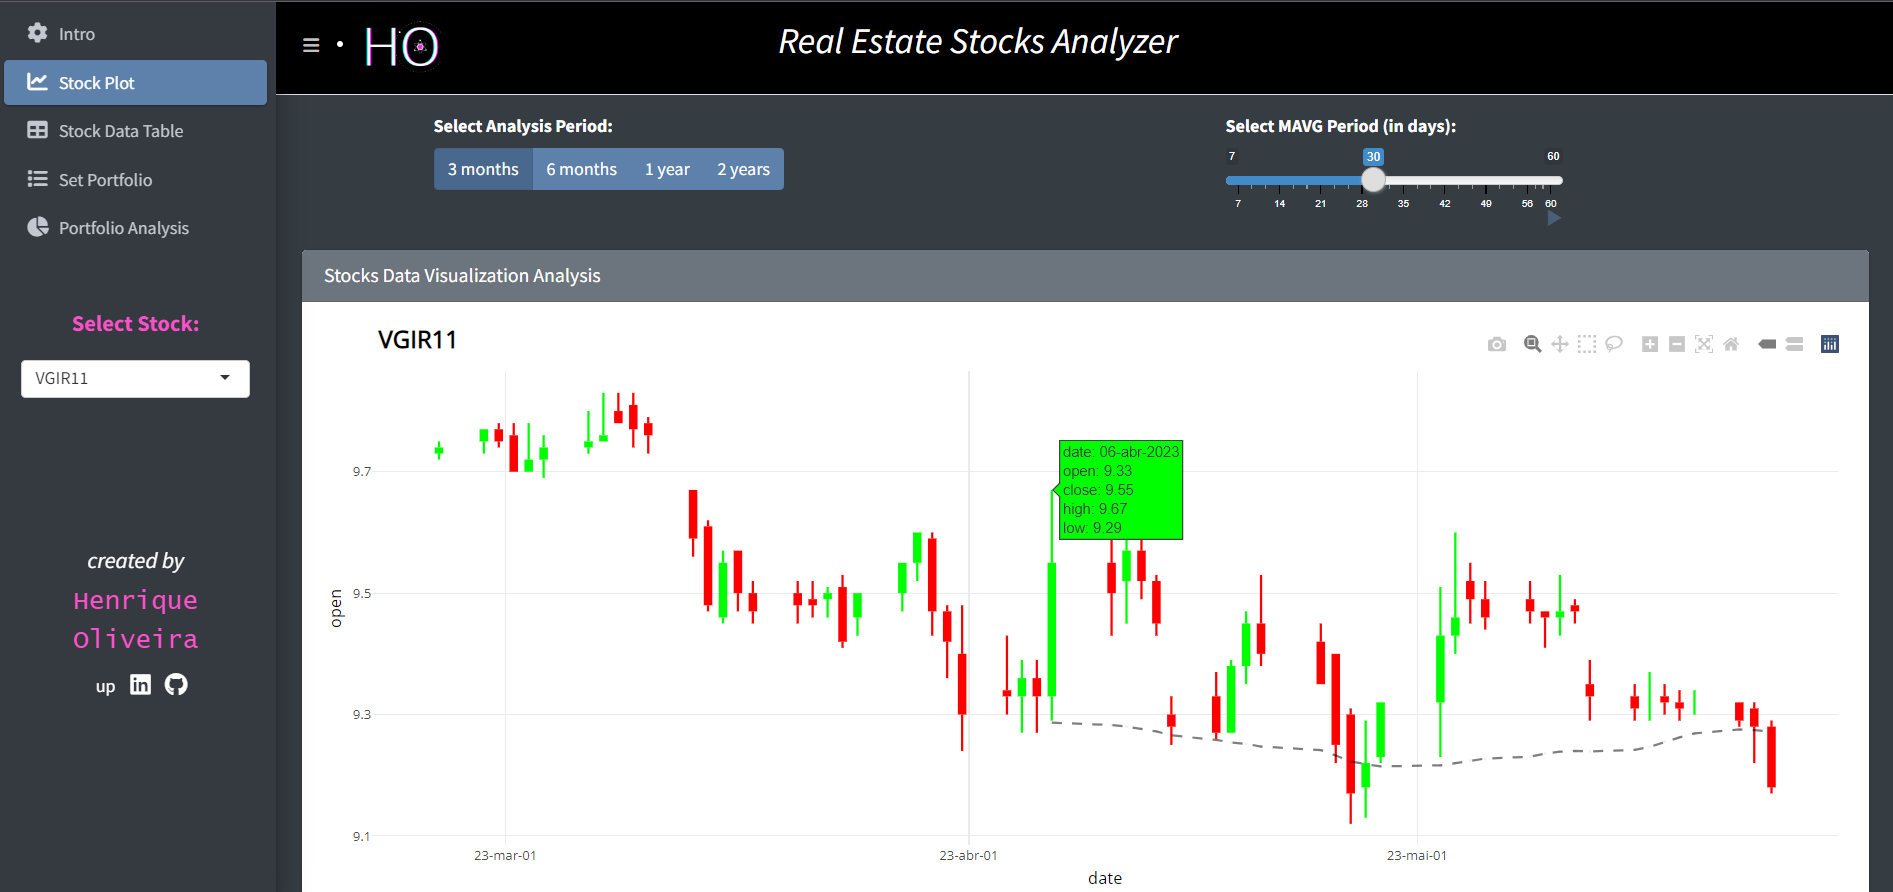 Intro
Stock Plot
Stock Data Table
Set Portfolio
Portfolio Analysis
Select Stock:
VGIR11
created by
Henrique
Oliveira
up
HO
Real Estate Stocks Analyzer
Select Analysis Period:
3 months 6 months 1 year 2 years
Select MAVG Period (in days):
7 30 60
7 14 21 28 35 42 49 56 60
Stocks Data Visualization Analysis
VGIR11
date: 06-abr-2023
open: 9.33
close: 9.55
high: 9.67
low: 9.29
open
9.7
9.5
9.3
9.1
23-mar-01 23-abr-01 23-mai-01
date